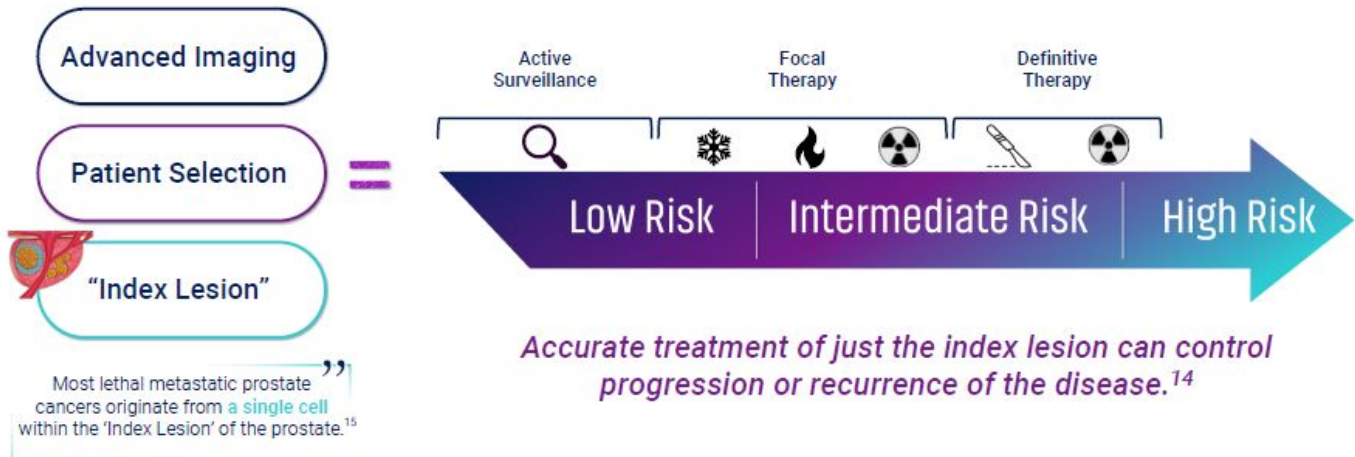 Advanced Imaging
Patient Selection
“Index Lesion”
Most lethal metastatic prostate
cancers originate from a single cell
within the ‘Index Lesion’ of the prostate.15
”
=
Active
Surveillance
Focal
Therapy
Definitive
Therapy
Low Risk
Intermediate Risk
High Risk
Accurate treatment of just the index lesion can control
progression or recurrence of the disease.14